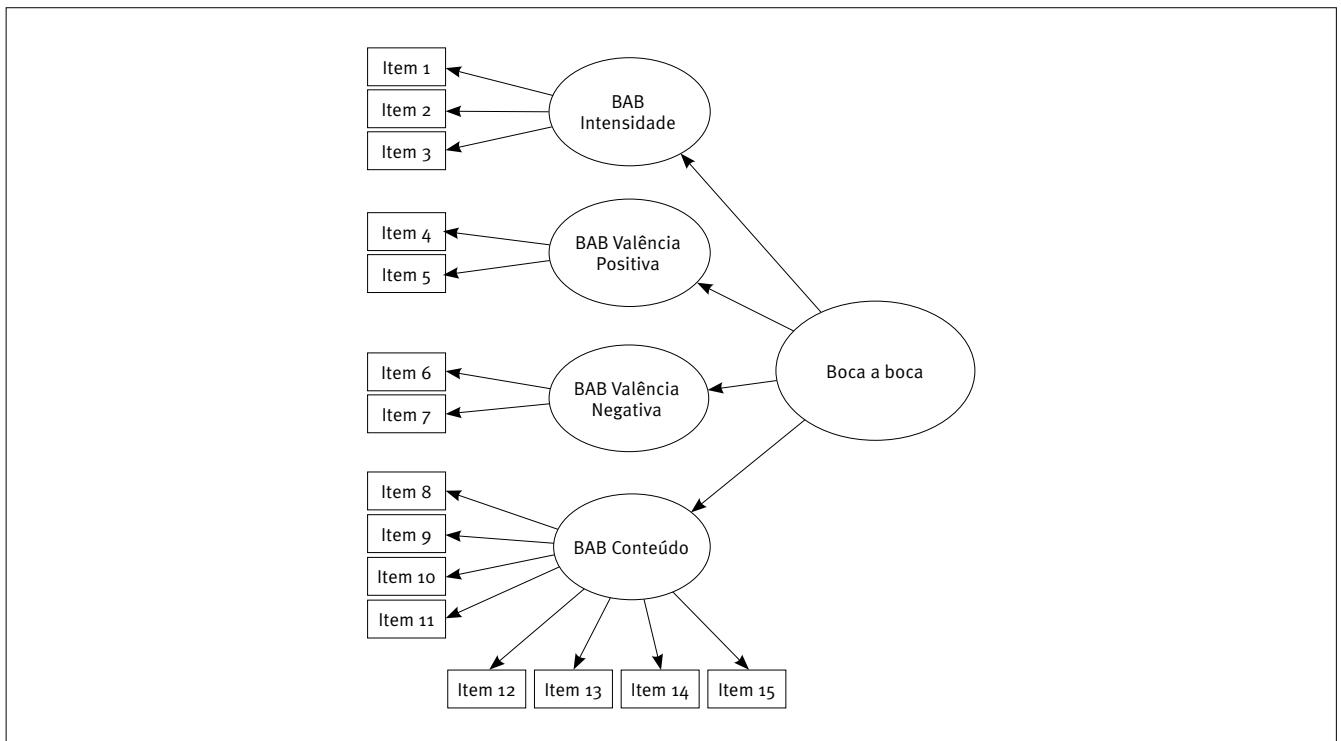 Item 1
Item 2
Item 3
BAB
Intensidade
Item 4
Item 5
BAB Valência
Positiva
Item 6
Item 7
BAB Valência
Negativa
Boca a boca
Item 8
Item 9
Item 10
Item 11
BAB Conteúdo
Item 12
Item 13
Item 14
Item 15